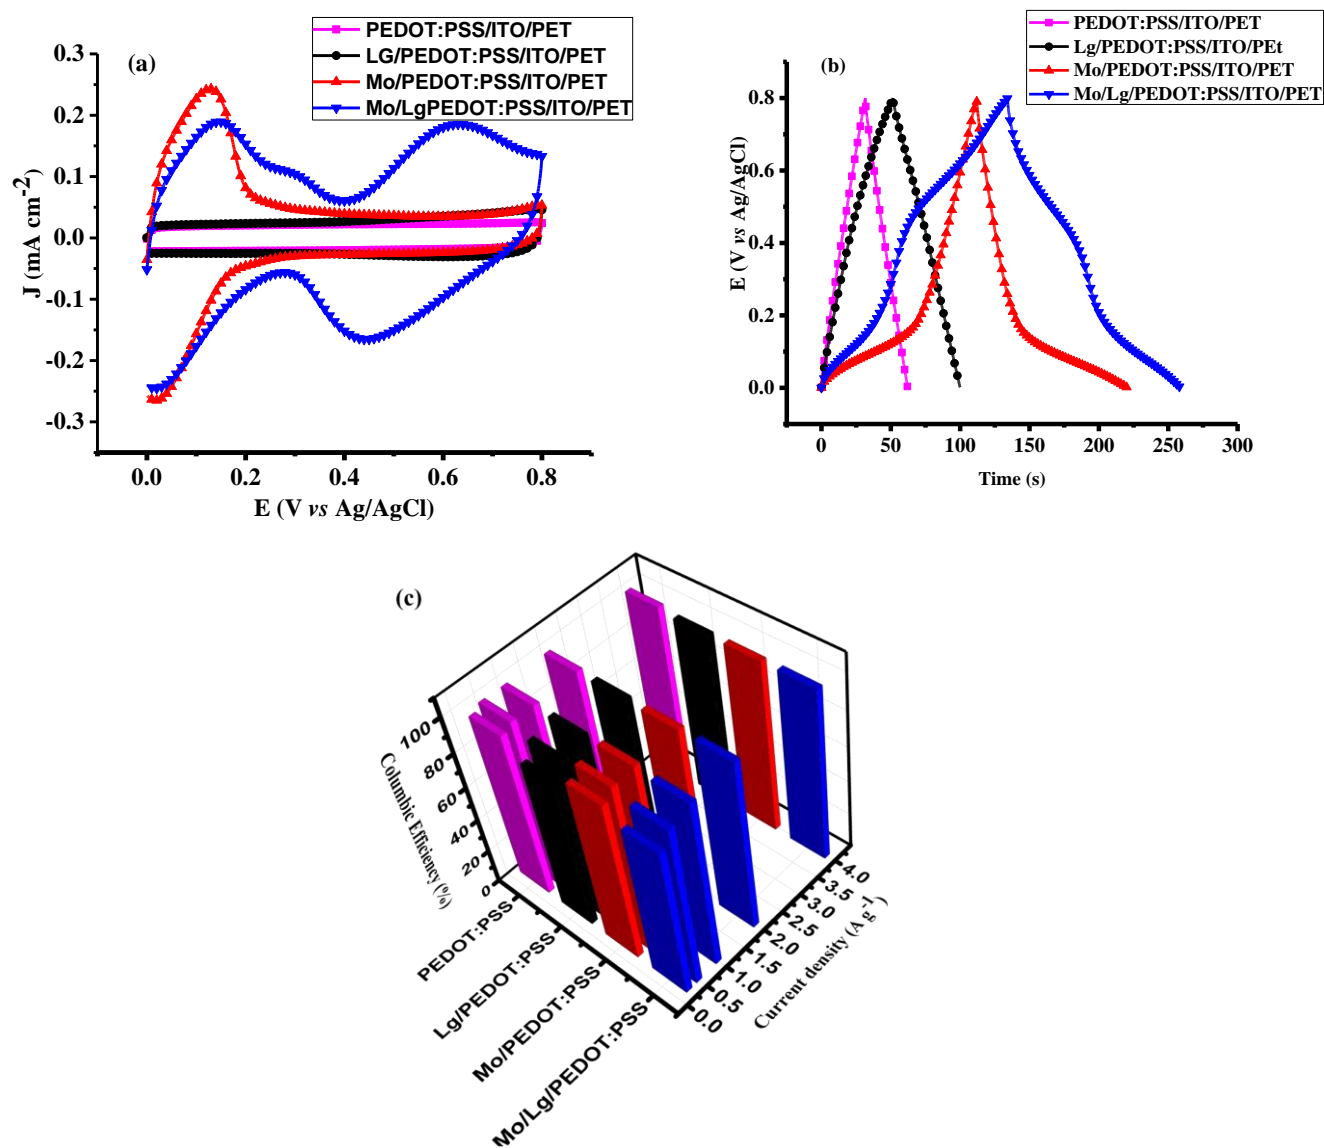 (a)
PEDOT:PSS/ITO/PET
LG/PEDOT:PSS/ITO/PET
Mo/PEDOT:PSS/ITO/PET
Mo/LgPEDOT:PSS/ITO/PET
0.3
0.2
0.1
0.0
-0.1
-0.2
-0.3
J (mA cm⁻²)
0.0 0.2 0.4 0.6 0.8
E (V vs Ag/AgCl)
(b)
PEDOT:PSS/ITO/PET
Lg/PEDOT:PSS/ITO/PEt
Mo/PEDOT:PSS/ITO/PET
Mo/Lg/PEDOT:PSS/ITO/PET
0.8
0.6
0.4
0.2
0.0
E (V vs Ag/AgCl)
0 50 100 150 200 250 300
Time (s)
(c)
100
80
60
40
20
0
Columbic Efficiency (%)
PEDOT:PSS
Lg/PEDOT:PSS
Mo/PEDOT:PSS
Mo/Lg/PEDOT:PSS
0.0
0.5
1.0
1.5
2.0
2.5
3.0
3.5
4.0
Current density (A g⁻¹)